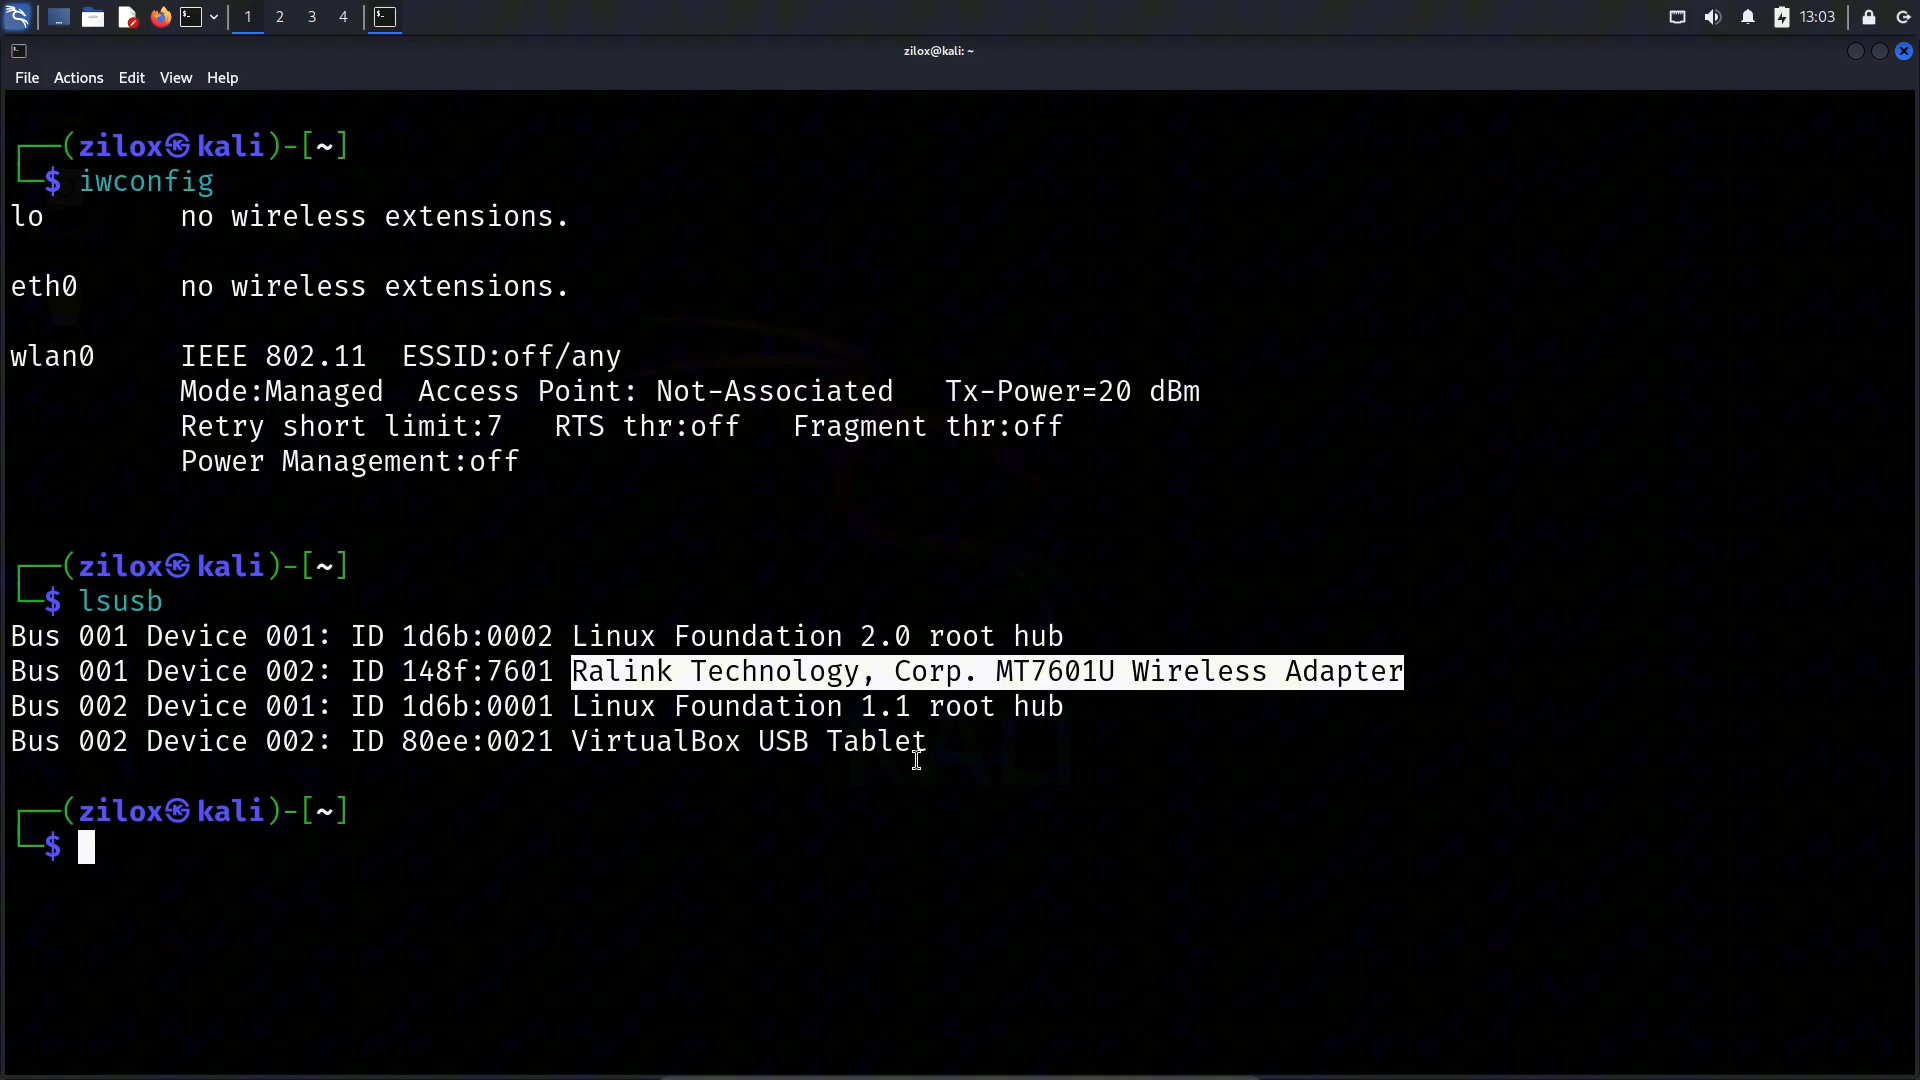 1 2 3 4 13:03
zilox@kali: ~
File Actions Edit View Help
┌──(zilox㉿kali)-[~]
└─$ iwconfig
lo        no wireless extensions.
eth0      no wireless extensions.
wlan0     IEEE 802.11  ESSID:off/any
          Mode:Managed  Access Point: Not-Associated   Tx-Power=20 dBm
          Retry short limit:7   RTS thr:off   Fragment thr:off
          Power Management:off
┌──(zilox㉿kali)-[~]
└─$ lsusb
Bus 001 Device 001: ID 1d6b:0002 Linux Foundation 2.0 root hub
Bus 001 Device 002: ID 148f:7601 Ralink Technology, Corp. MT7601U Wireless Adapter
Bus 002 Device 001: ID 1d6b:0001 Linux Foundation 1.1 root hub
Bus 002 Device 002: ID 80ee:0021 VirtualBox USB Tablet
KALI
┌──(zilox㉿kali)-[~]
└─$